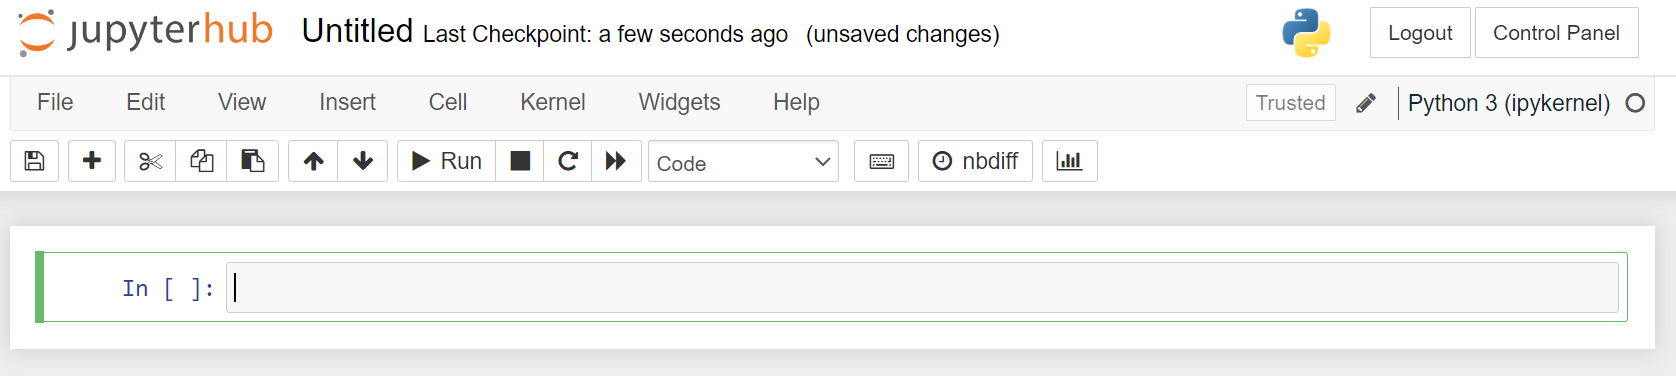 jupyterhub Untitled Last Checkpoint: a few seconds ago (unsaved changes) Logout Control Panel
File Edit View Insert Cell Kernel Widgets Help Trusted Python 3 (ipykernel)
Run Code nbdiff
In [ ]: